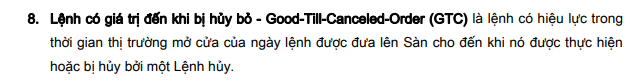 8. Lệnh có giá trị đến khi bị hủy bỏ - Good-Till-Canceled-Order (GTC) là lệnh có hiệu lực trong
thời gian thị trường mở cửa của ngày lệnh được đưa lên Sàn cho đến khi nó được thực hiện
hoặc bị hủy bởi một Lệnh hủy.